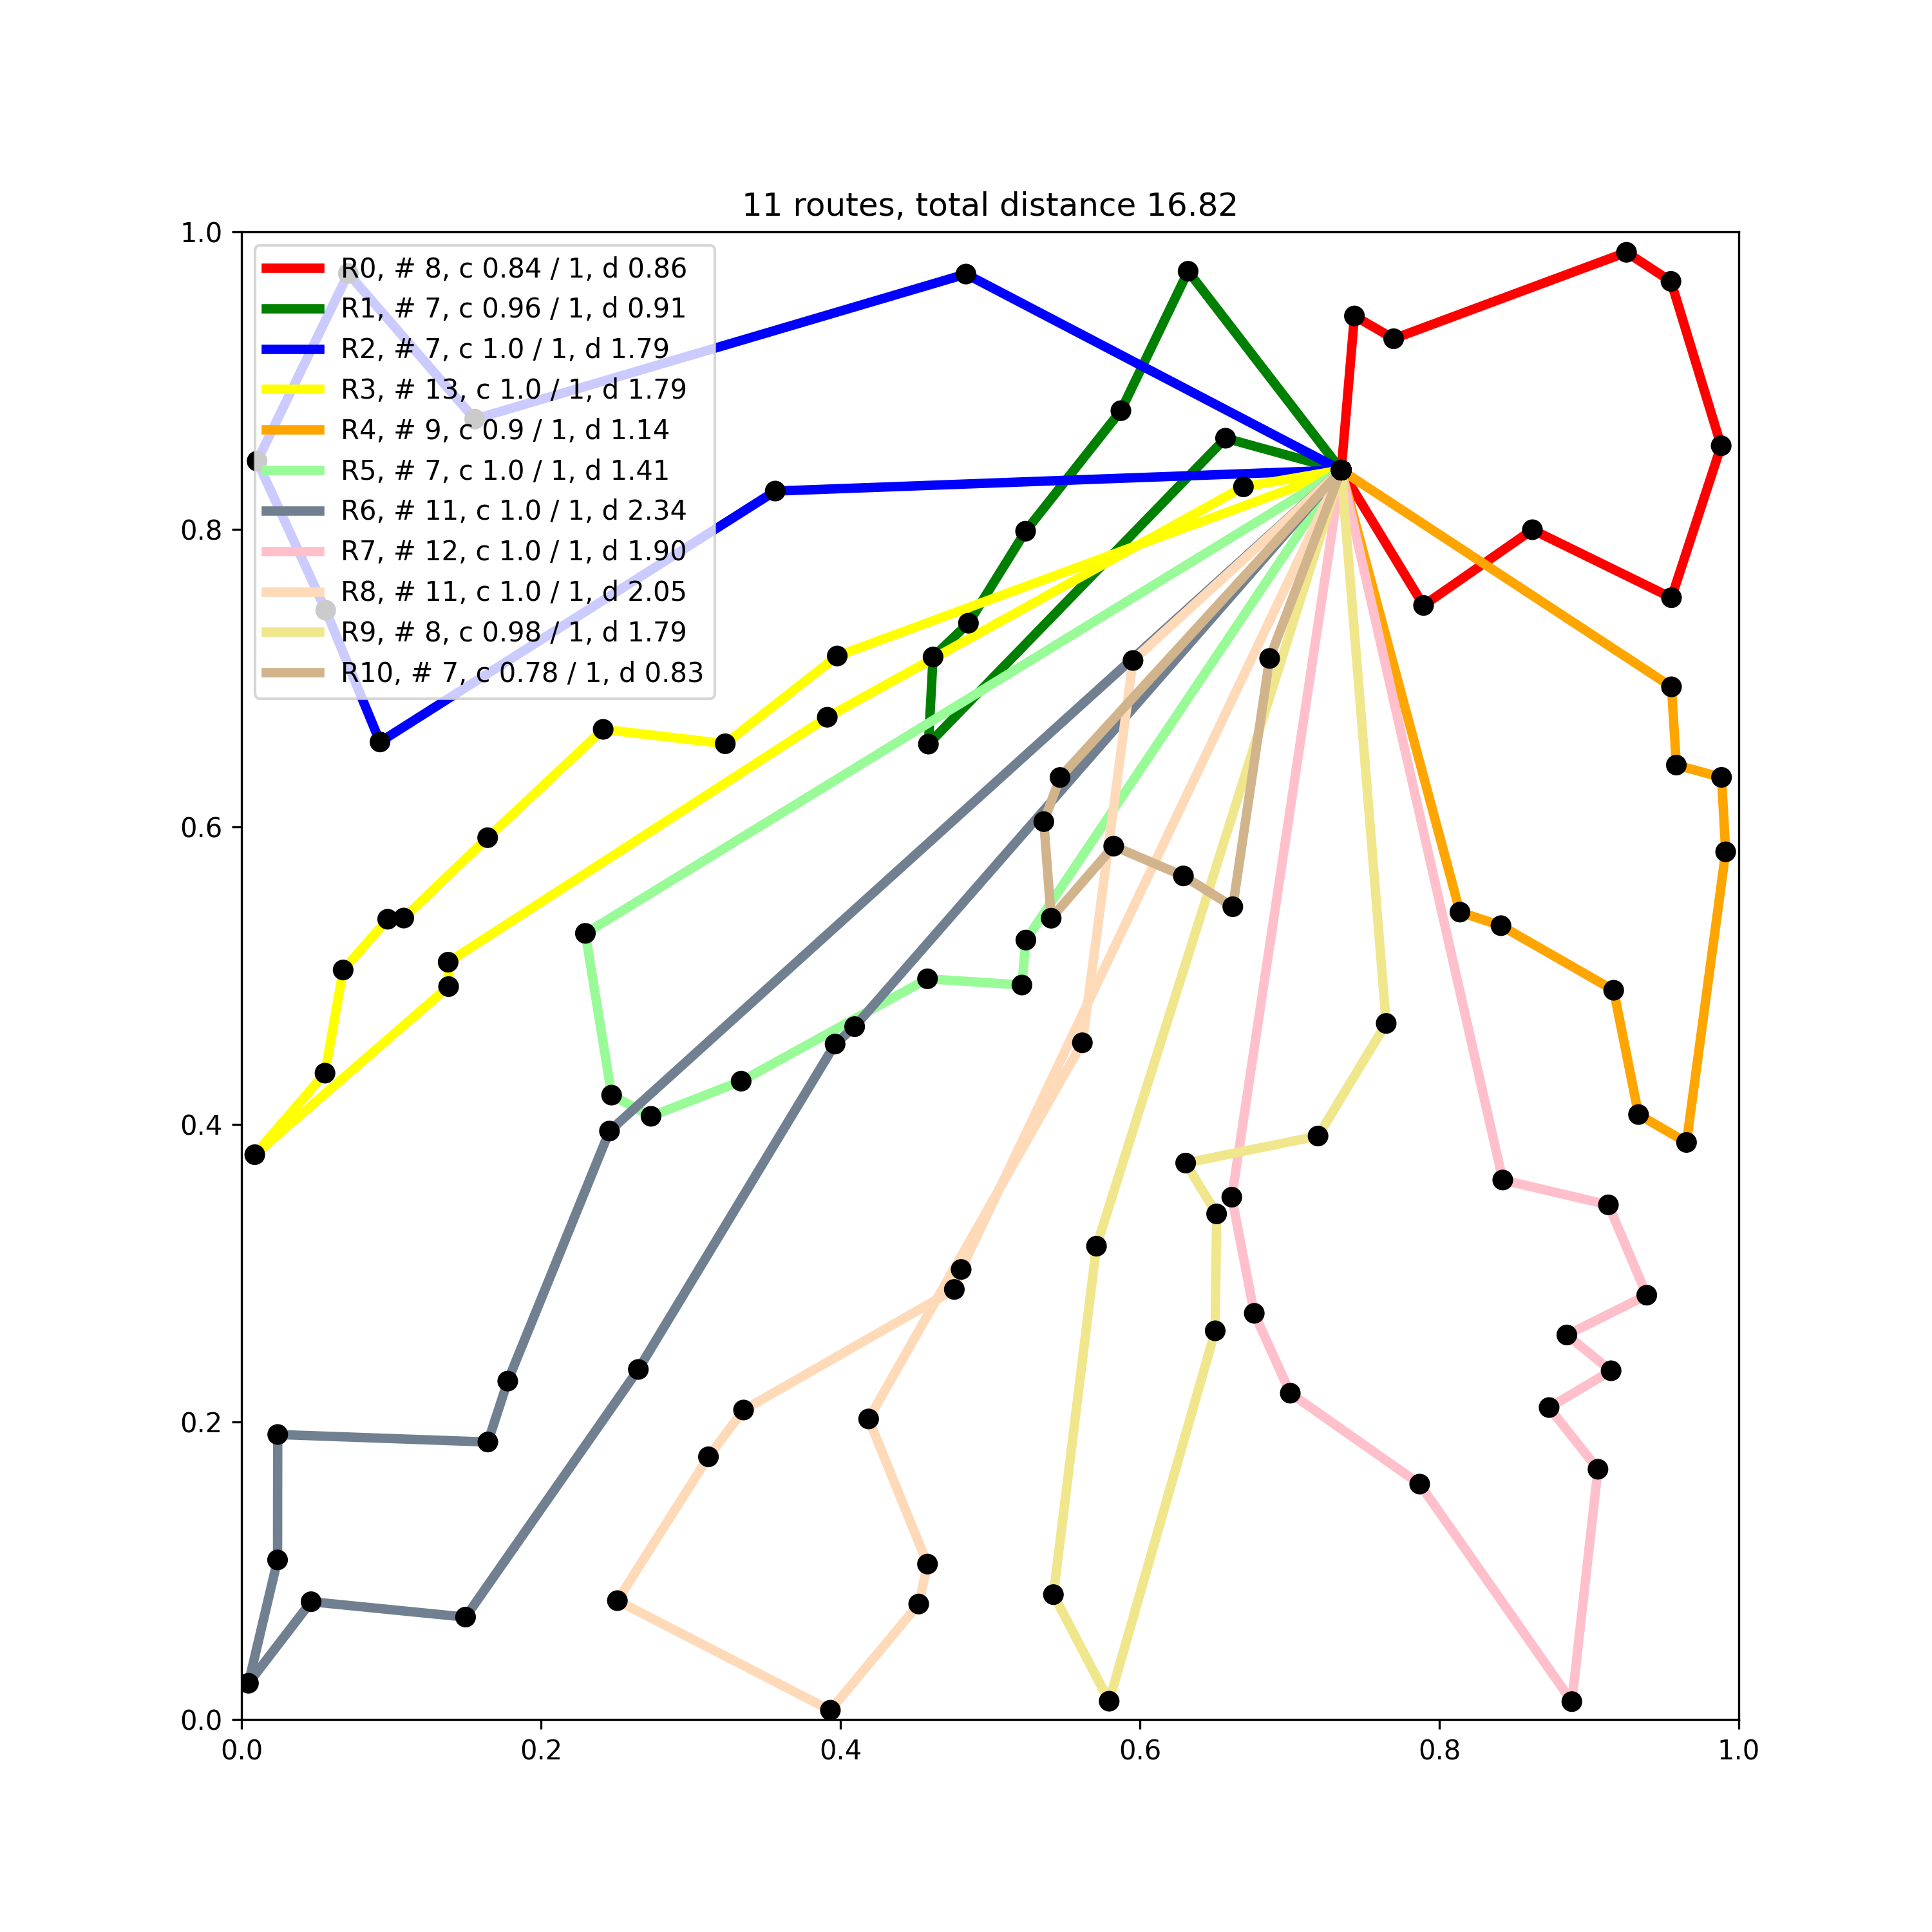 11 routes, total distance 16.82
1.0
0.8
0.6
0.4
0.2
0.0
R0, # 8, c 0.84 / 1, d 0.86
R1, # 7, c 0.96 / 1, d 0.91
R2, # 7, c 1.0 / 1, d 1.79
R3, # 13, c 1.0 / 1, d 1.79
R4, # 9, c 0.9 / 1, d 1.14
R5, # 7, c 1.0 / 1, d 1.41
R6, # 11, c 1.0 / 1, d 2.34
R7, # 12, c 1.0 / 1, d 1.90
R8, # 11, c 1.0 / 1, d 2.05
R9, # 8, c 0.98 / 1, d 1.79
R10, # 7, c 0.78 / 1, d 0.83
0.0 0.2 0.4 0.6 0.8 1.0